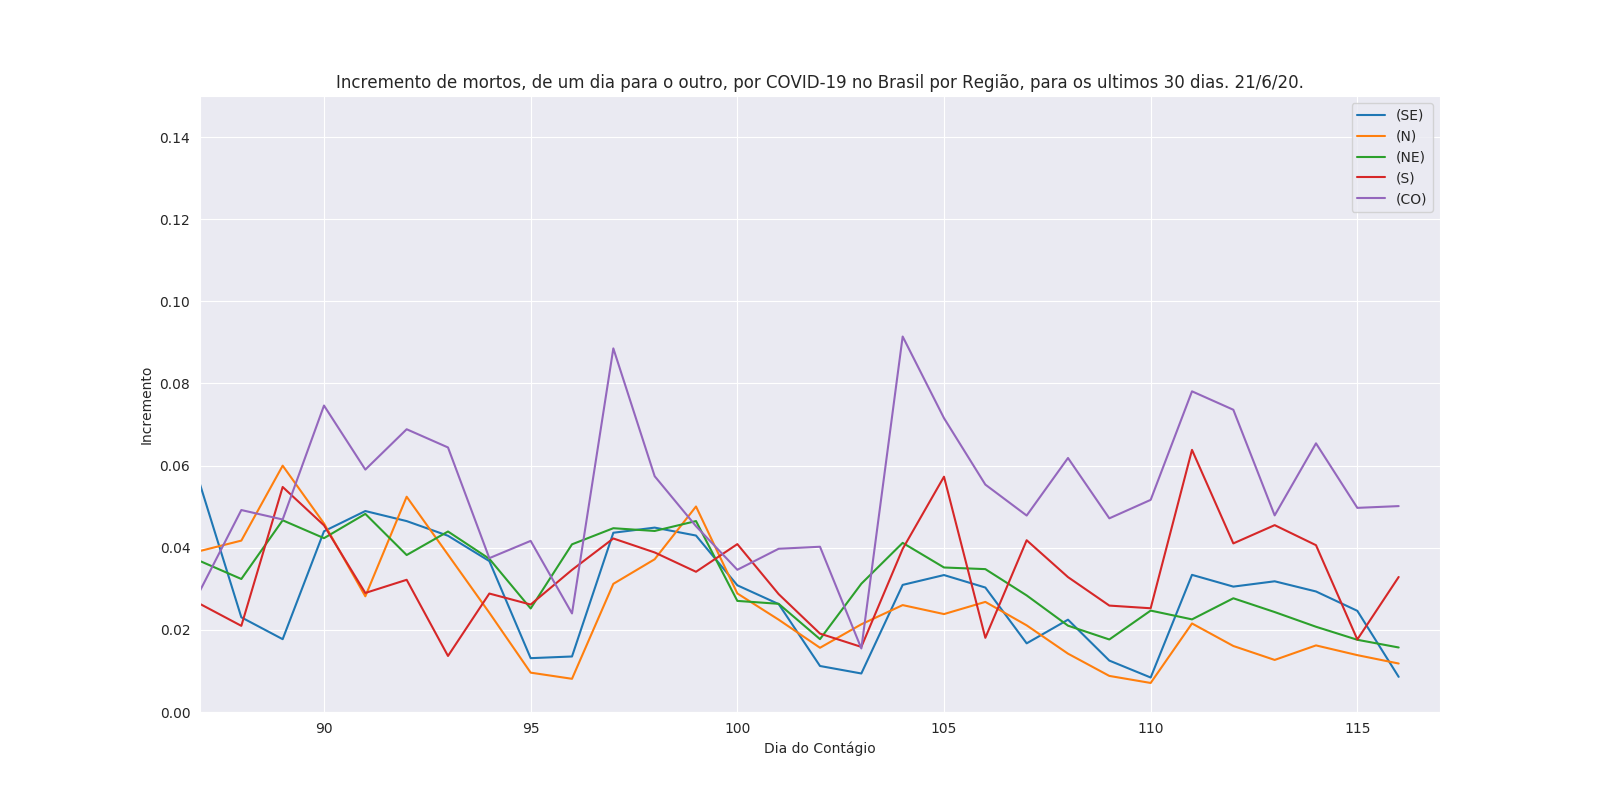 Incremento de mortos, de um dia para o outro, por COVID-19 no Brasil por Região, para os ultimos 30 dias. 21/6/20.
(SE)
(N)
(NE)
(S)
(CO)
0.14
0.12
0.10
0.08
0.06
0.04
0.02
0.00
Incremento
90 95 100 105 110 115
Dia do Contágio